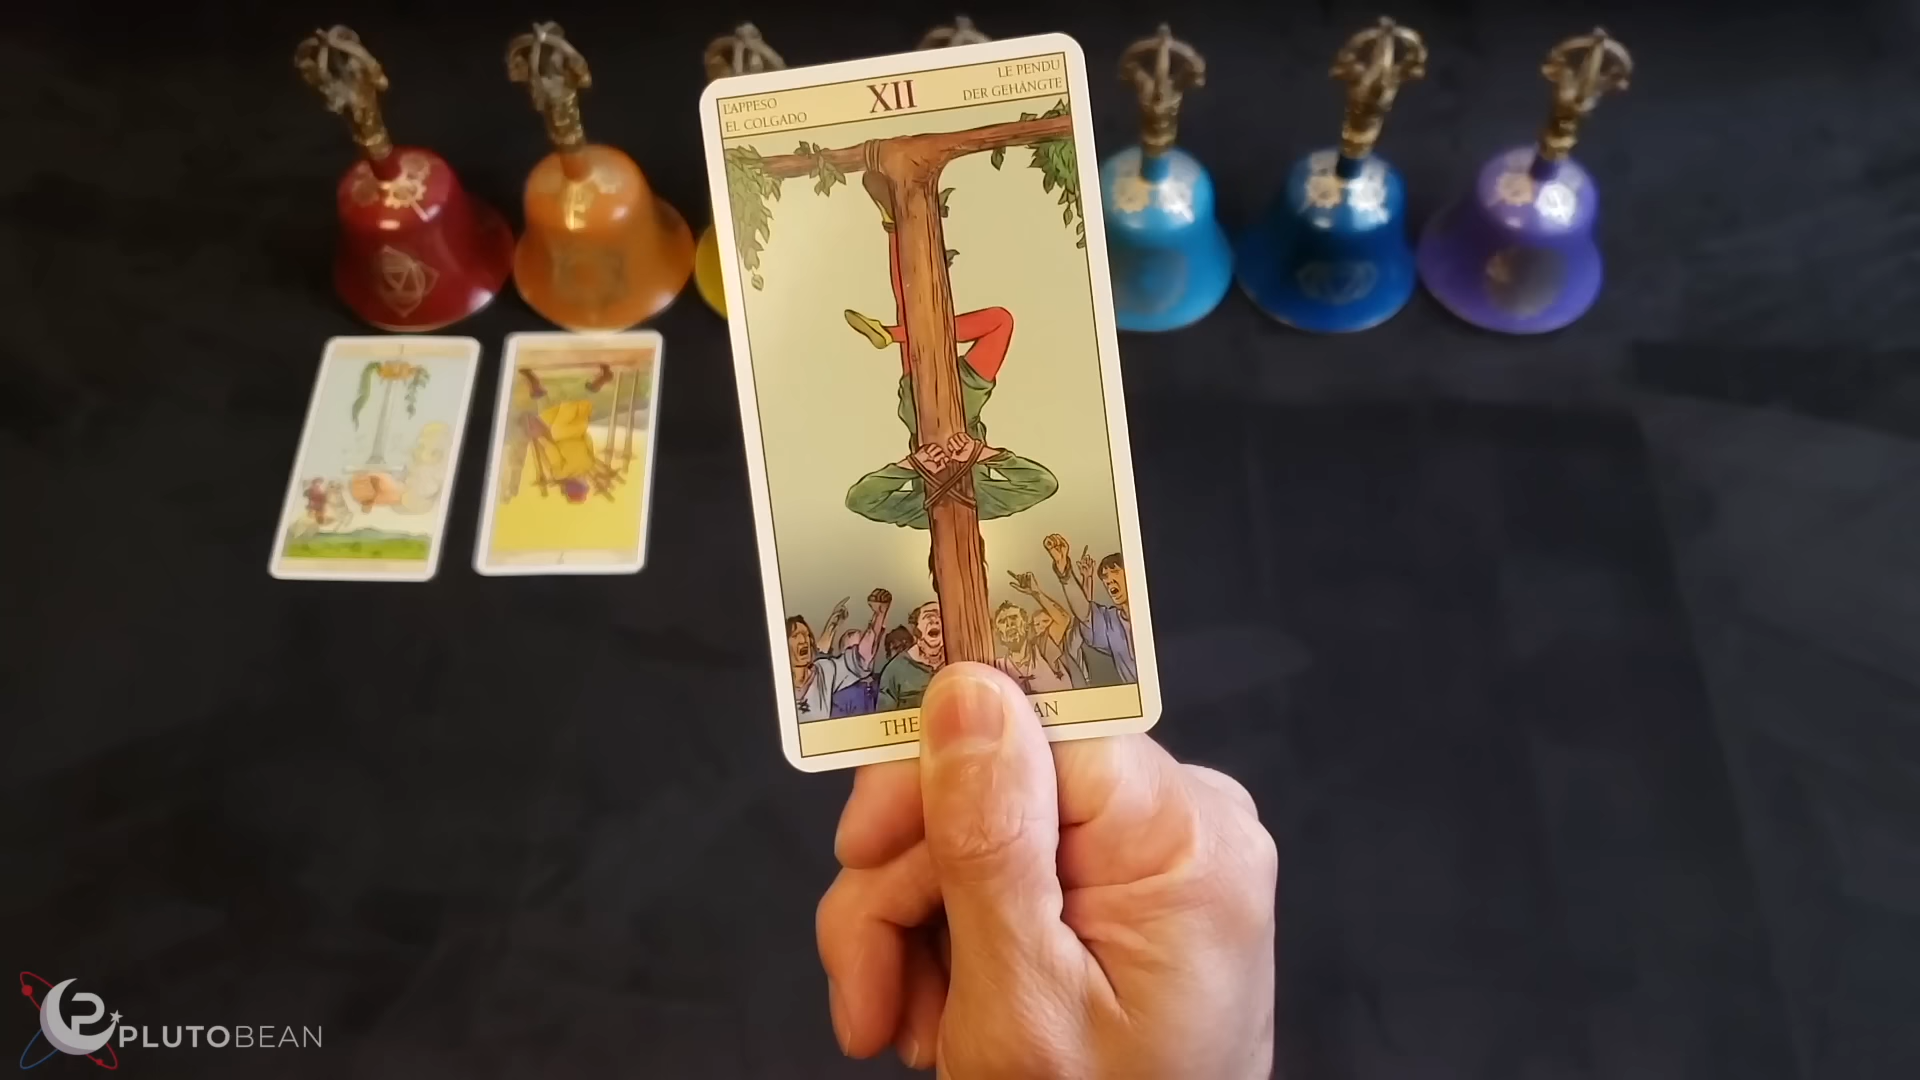 L'APPESO
EL COLGADO
XII
LE PENDU
DER GEHÄNGTE
THE
AN
PLUTOBEAN